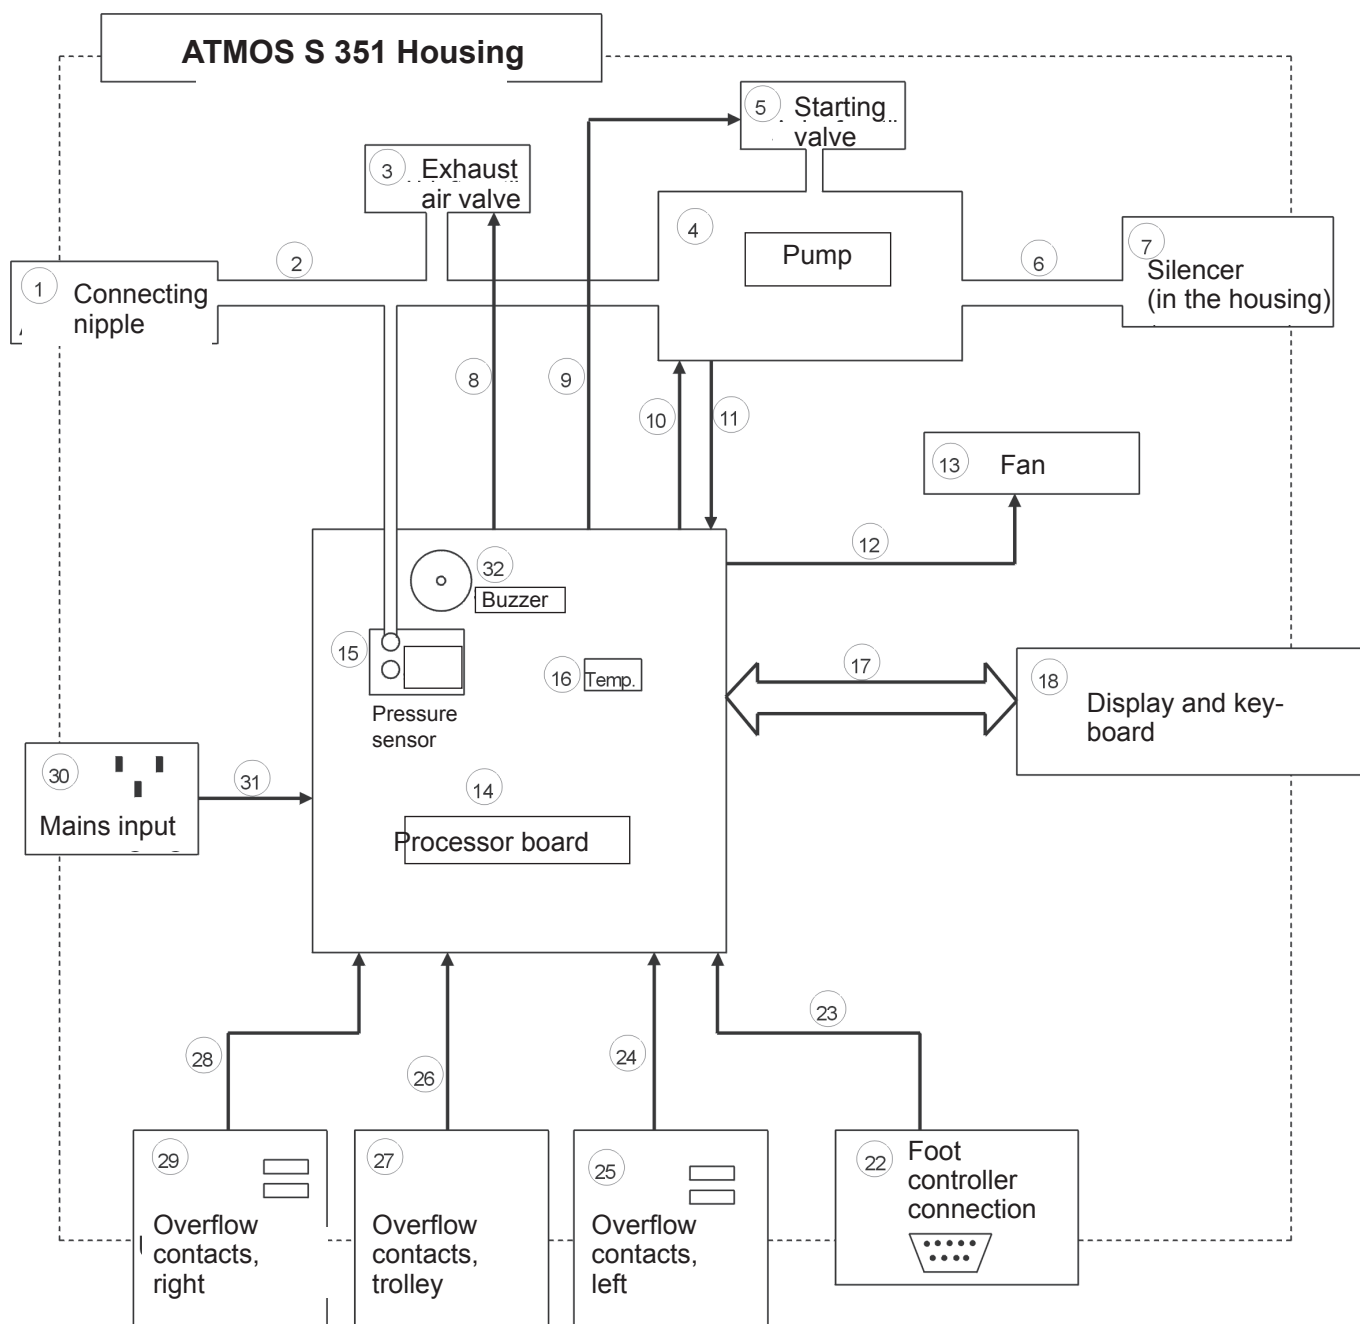 ATMOS S 351 Housing
5 Starting
valve
3 Exhaust
air valve
4
Pump
7
Silencer
(in the housing)
2
6
1 Connecting
nipple
8
9
10
11
13 Fan
12
32
Buzzer
15
Pressure
sensor
16 Temp.
17
18
Display and key-
board
30
Mains input
31
14
Processor board
28
26
24
23
29
Overflow
contacts,
right
27
Overflow
contacts,
trolley
25
Overflow
contacts,
left
22 Foot
controller
connection